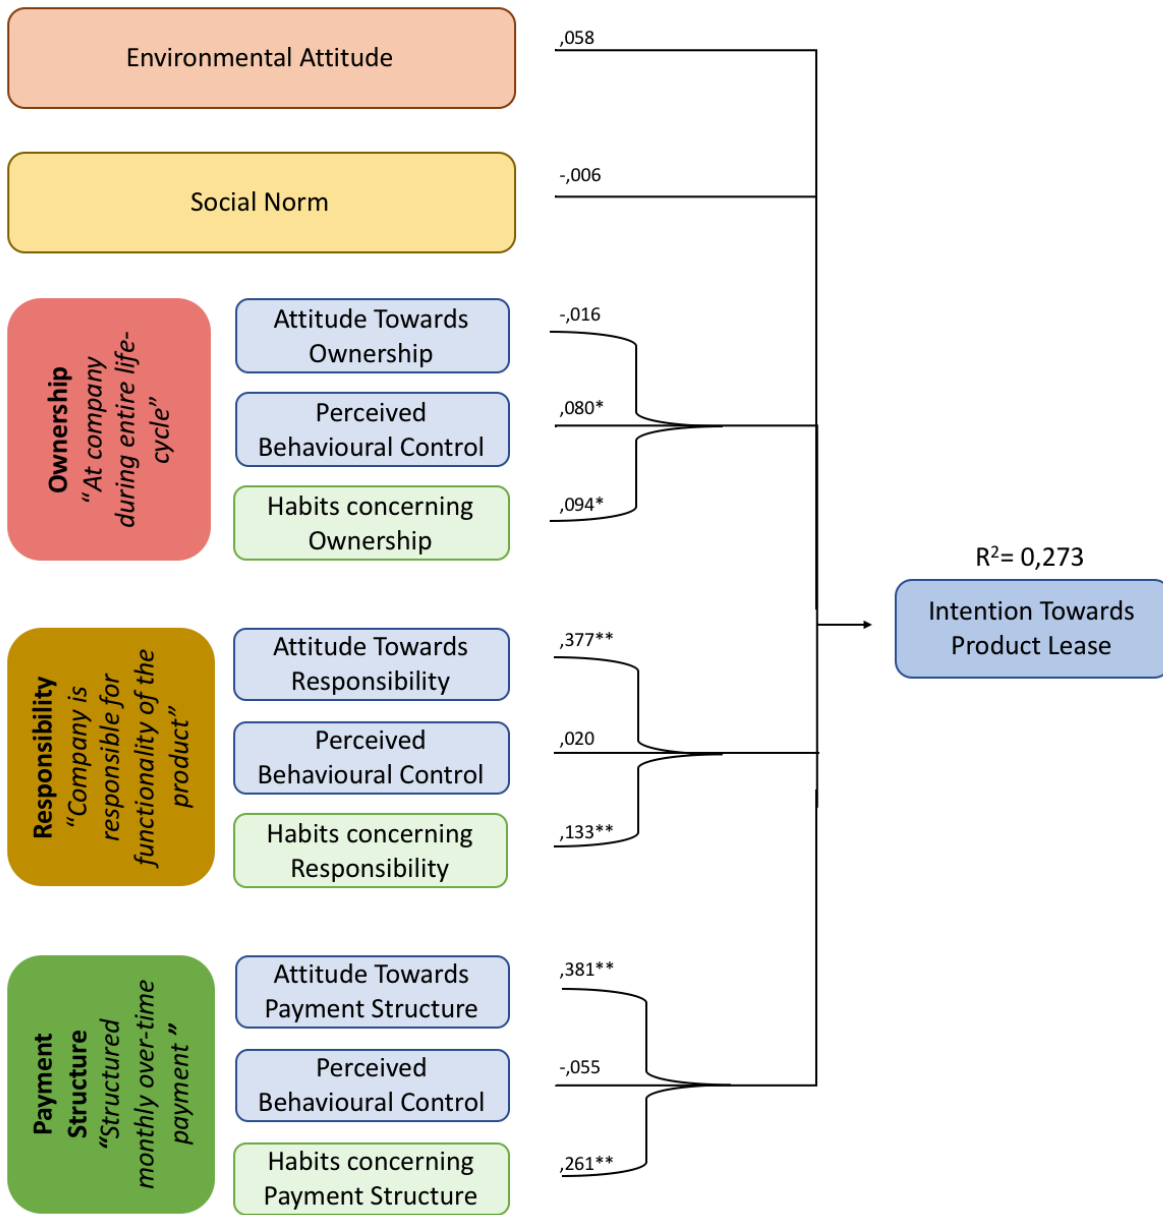 Environmental Attitude
,058
Social Norm
-,006
Ownership
“At company
during entire life-
cycle”
Attitude Towards
Ownership
-,016
Perceived
Behavioural Control
,080*
Habits concerning
Ownership
,094*
Responsibility
“Company is
responsible for
functionality of the
product”
Attitude Towards
Responsibility
,377**
Perceived
Behavioural Control
,020
Habits concerning
Responsibility
,133**
Payment
Structure
“Structured
monthly over-time
payment ”
Attitude Towards
Payment Structure
,381**
Perceived
Behavioural Control
-,055
Habits concerning
Payment Structure
,261**
R²= 0,273
Intention Towards
Product Lease